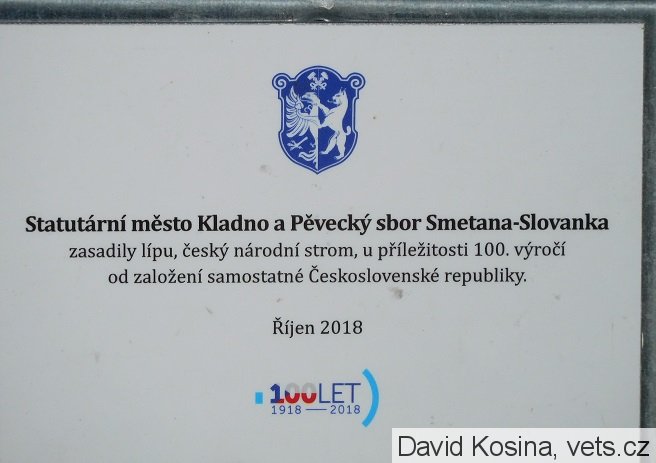 Statutární město Kladno a Pěvecký sbor Smetana-Slovanka
zasadily lípu, český národní strom, u příležitosti 100. výročí
od založení samostatné Československé republiky.
Říjen 2018
100LET
1918 — 2018
David Kosina, vets.cz